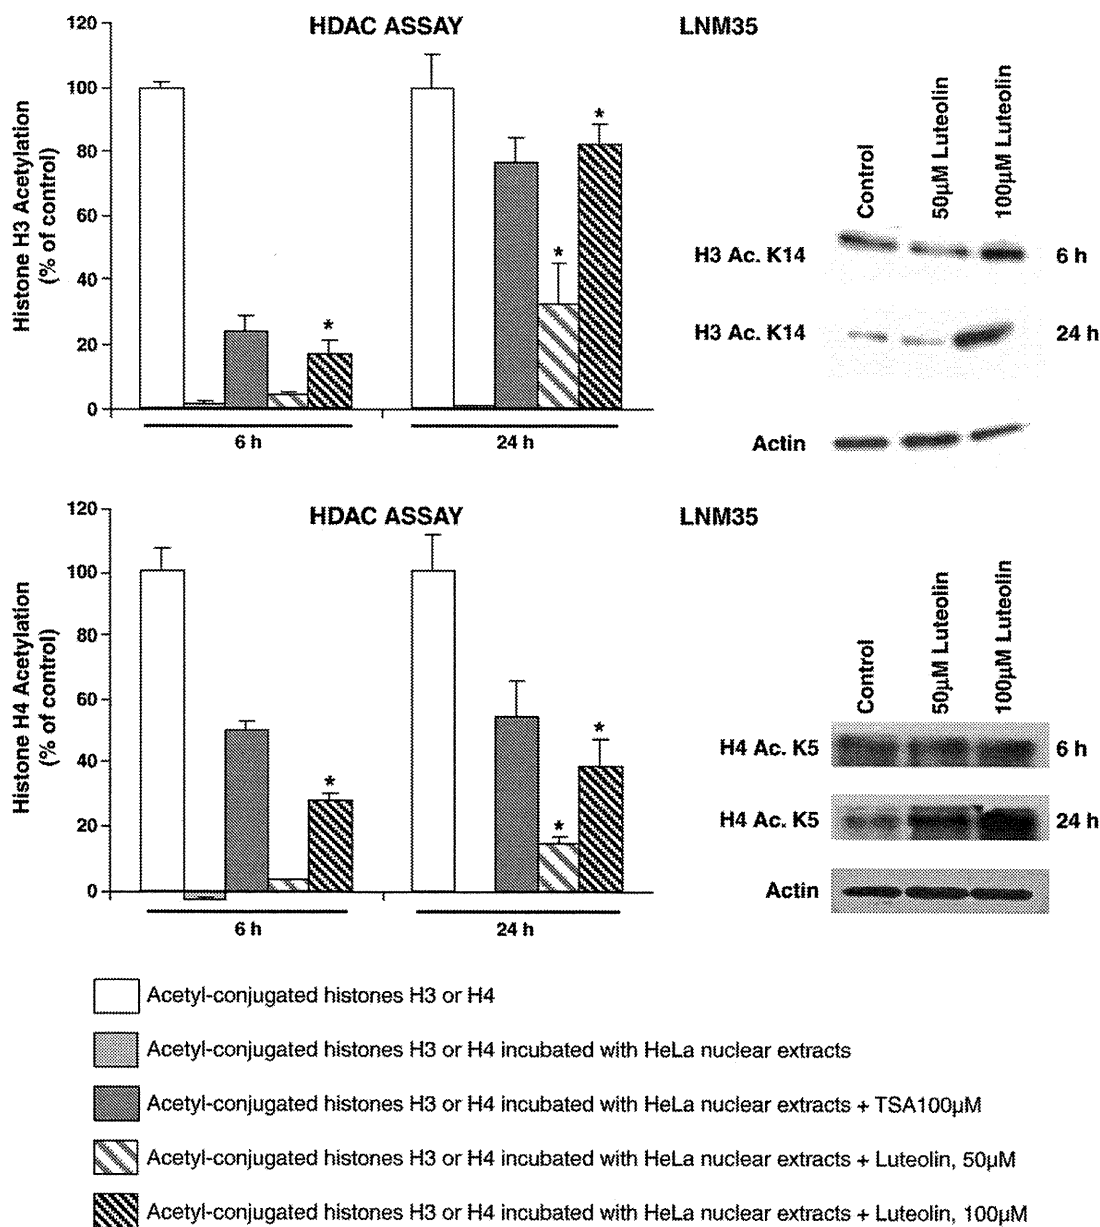 HDAC ASSAY
LNM35
Histone H3 Acetylation
(% of control)
120
100
80
60
40
20
0
*
*
*
6 h
24 h
Control
50µM Luteolin
100µM Luteolin
H3 Ac. K14
6 h
H3 Ac. K14
24 h
Actin
HDAC ASSAY
LNM35
Histone H4 Acetylation
(% of control)
120
100
80
60
40
20
0
*
*
*
6 h
24 h
Control
50µM Luteolin
100µM Luteolin
H4 Ac. K5
6 h
H4 Ac. K5
24 h
Actin
Acetyl-conjugated histones H3 or H4
Acetyl-conjugated histones H3 or H4 incubated with HeLa nuclear extracts
Acetyl-conjugated histones H3 or H4 incubated with HeLa nuclear extracts + TSA100µM
Acetyl-conjugated histones H3 or H4 incubated with HeLa nuclear extracts + Luteolin, 50µM
Acetyl-conjugated histones H3 or H4 incubated with HeLa nuclear extracts + Luteolin, 100µM